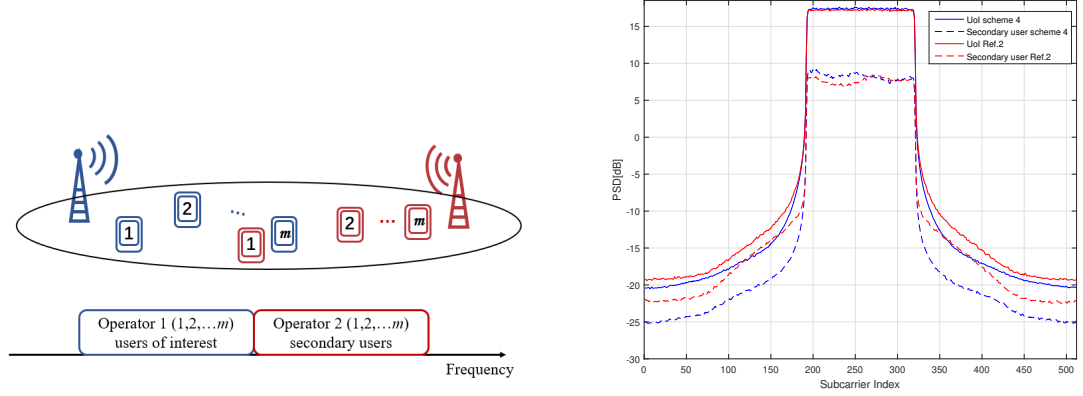 1
2
...
1
m
2
...
m
Operator 1 (1,2,...m)
users of interest
Operator 2 (1,2,...m)
secondary users
Frequency
UoI scheme 4
Secondary user scheme 4
UoI Ref.2
Secondary user Ref.2
PSD[dB]
15
10
5
0
-5
-10
-15
-20
-25
-30
0 50 100 150 200 250 300 350 400 450 500
Subcarrier Index